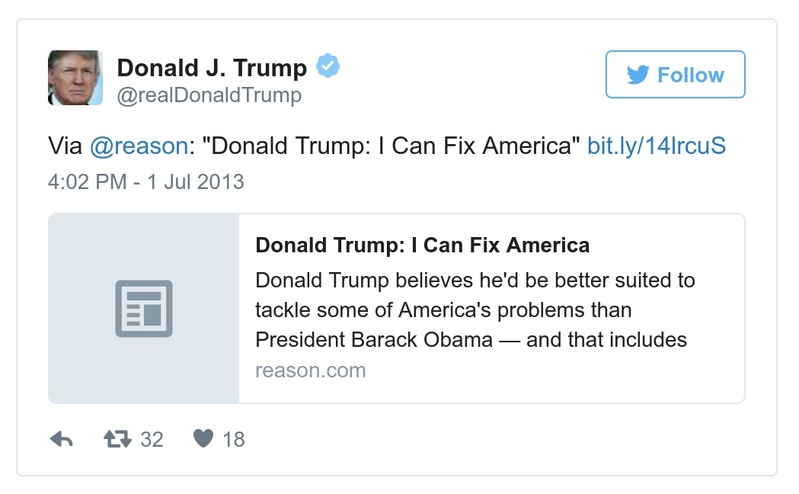 Donald J. Trump
@realDonaldTrump
Follow
Via @reason: "Donald Trump: I Can Fix America" bit.ly/14lrcuS
4:02 PM - 1 Jul 2013
Donald Trump: I Can Fix America
Donald Trump believes he'd be better suited to
tackle some of America's problems than
President Barack Obama — and that includes
reason.com
32
18